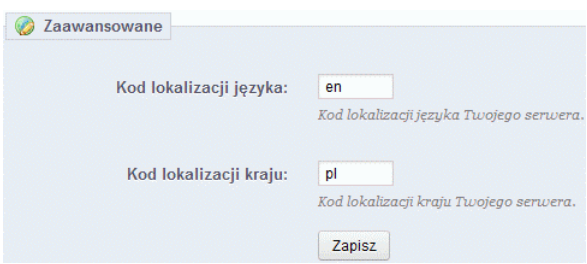 Zaawansowane
Kod lokalizacji języka:
en
Kod lokalizacji języka Twojego serwera.
Kod lokalizacji kraju:
pl
Kod lokalizacji kraju Twojego serwera.
Zapisz